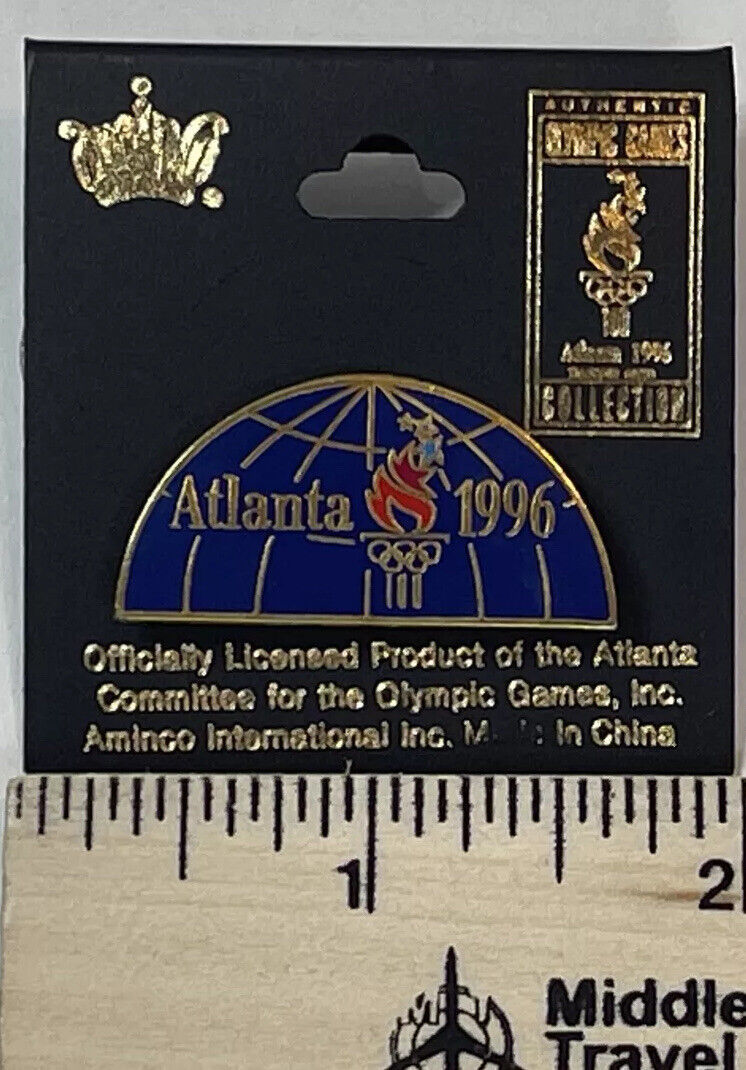 AUTHENTIC
OLYMPIC GAMES
Atlanta 1996
COLLECTION
Atlanta 1996
Officially Licensed Product of the Atlanta
Committee for the Olympic Games, Inc.
Aminco International Inc. Made in China
1
2
Middle
Travel